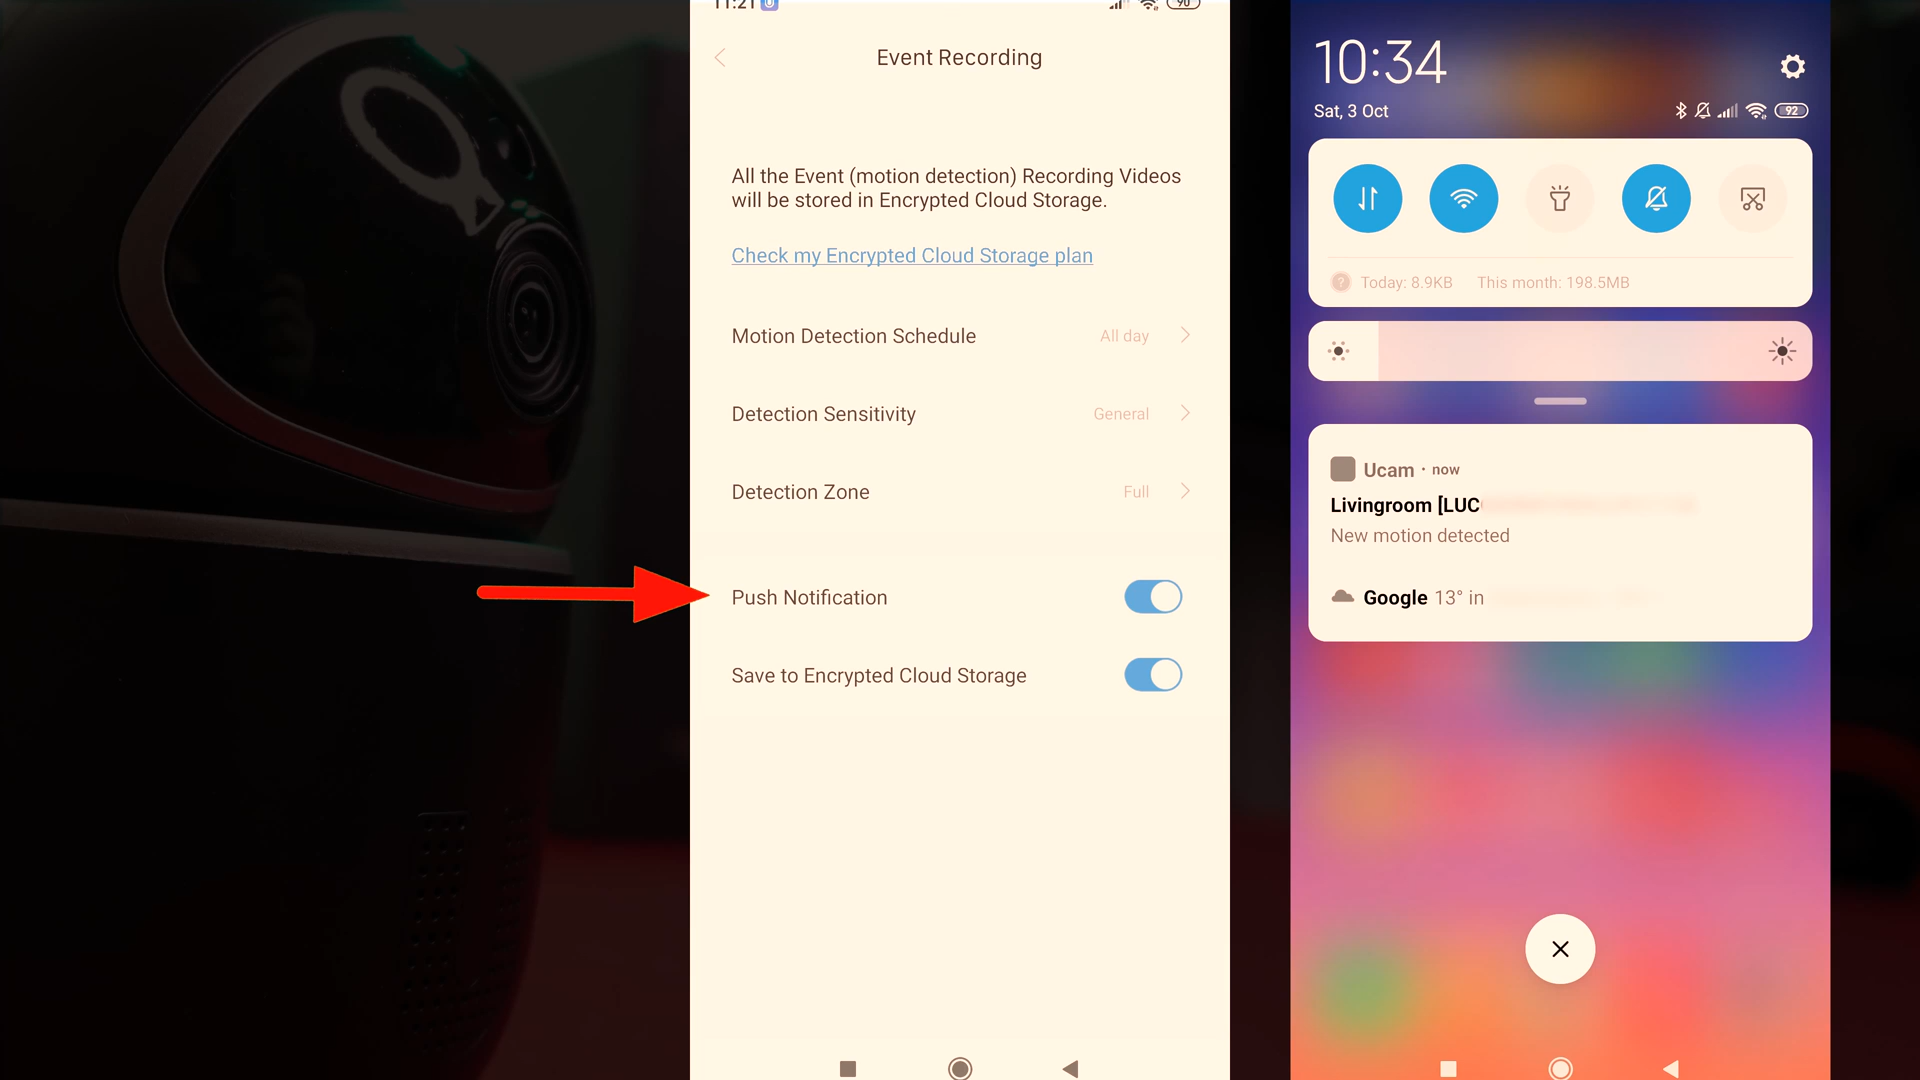 11:21
90
Event Recording
All the Event (motion detection) Recording Videos
will be stored in Encrypted Cloud Storage.
Check my Encrypted Cloud Storage plan
Motion Detection Schedule All day
Detection Sensitivity General
Detection Zone Full
Push Notification
Save to Encrypted Cloud Storage
10:34
Sat, 3 Oct
92
Today: 8.9KB This month: 198.5MB
Ucam · now
Livingroom [LUC
New motion detected
Google 13° in